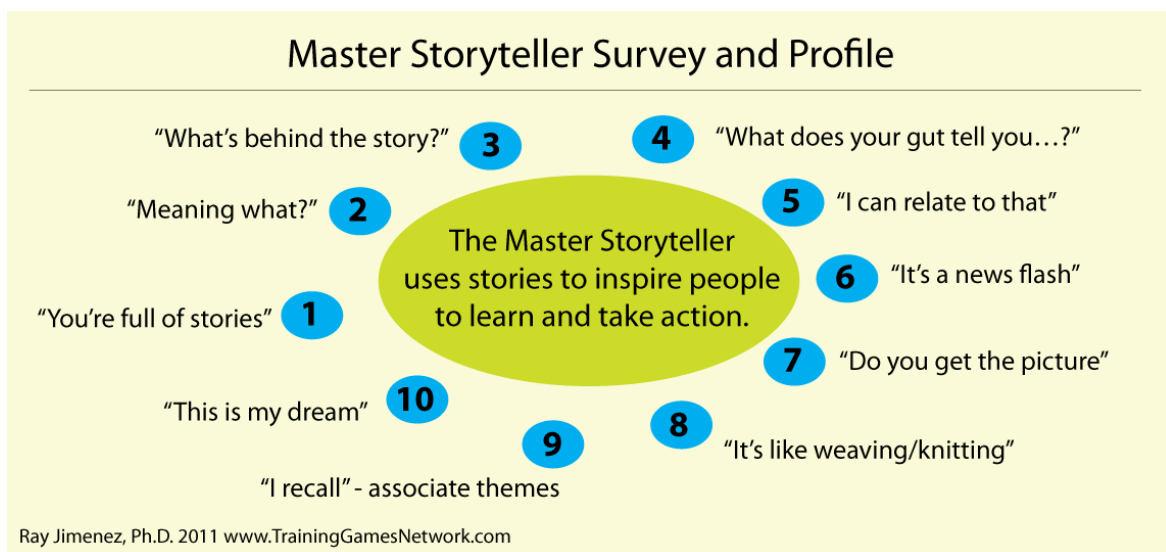 Master Storyteller Survey and Profile
“What’s behind the story?” 3
4 “What does your gut tell you...?”
“Meaning what?” 2
5 “I can relate to that”
The Master Storyteller
uses stories to inspire people
to learn and take action.
6 “It’s a news flash”
“You’re full of stories” 1
7 “Do you get the picture”
“This is my dream” 10
8
“It’s like weaving/knitting”
9
“I recall” - associate themes
Ray Jimenez, Ph.D. 2011 www.TrainingGamesNetwork.com